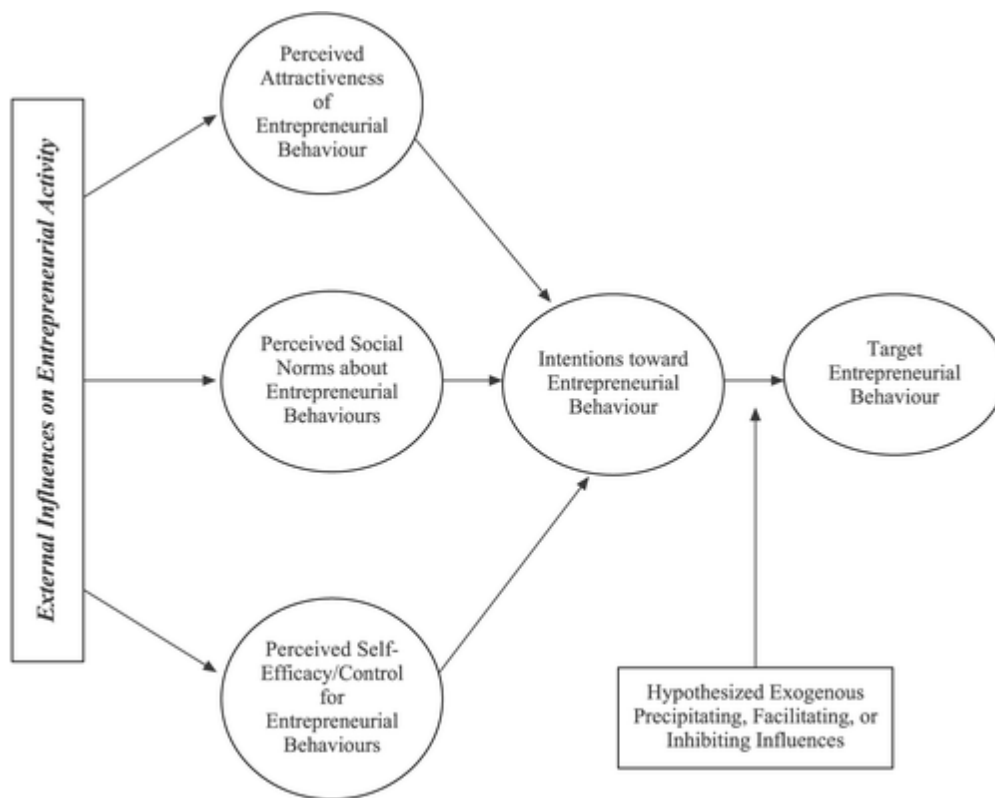 External Influences on Entrepreneurial Activity
Perceived
Attractiveness
of
Entrepreneurial
Behaviour
Perceived Social
Norms about
Entrepreneurial
Behaviours
Perceived Self-
Efficacy/Control
for
Entrepreneurial
Behaviours
Intentions toward
Entrepreneurial
Behaviour
Target
Entrepreneurial
Behaviour
Hypothesized Exogenous
Precipitating, Facilitating, or
Inhibiting Influences